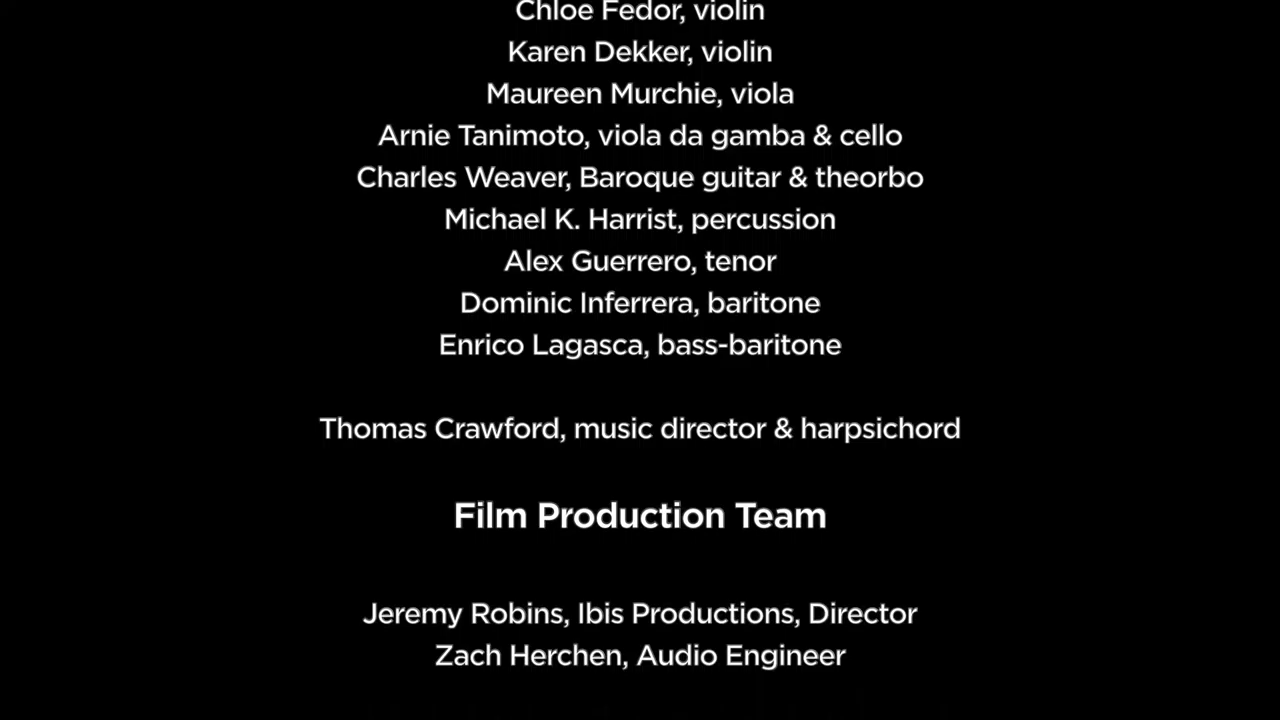 Chloe Fedor, violin
Karen Dekker, violin
Maureen Murchie, viola
Arnie Tanimoto, viola da gamba & cello
Charles Weaver, Baroque guitar & theorbo
Michael K. Harrist, percussion
Alex Guerrero, tenor
Dominic Inferrera, baritone
Enrico Lagasca, bass-baritone
Thomas Crawford, music director & harpsichord
Film Production Team
Jeremy Robins, Ibis Productions, Director
Zach Herchen, Audio Engineer